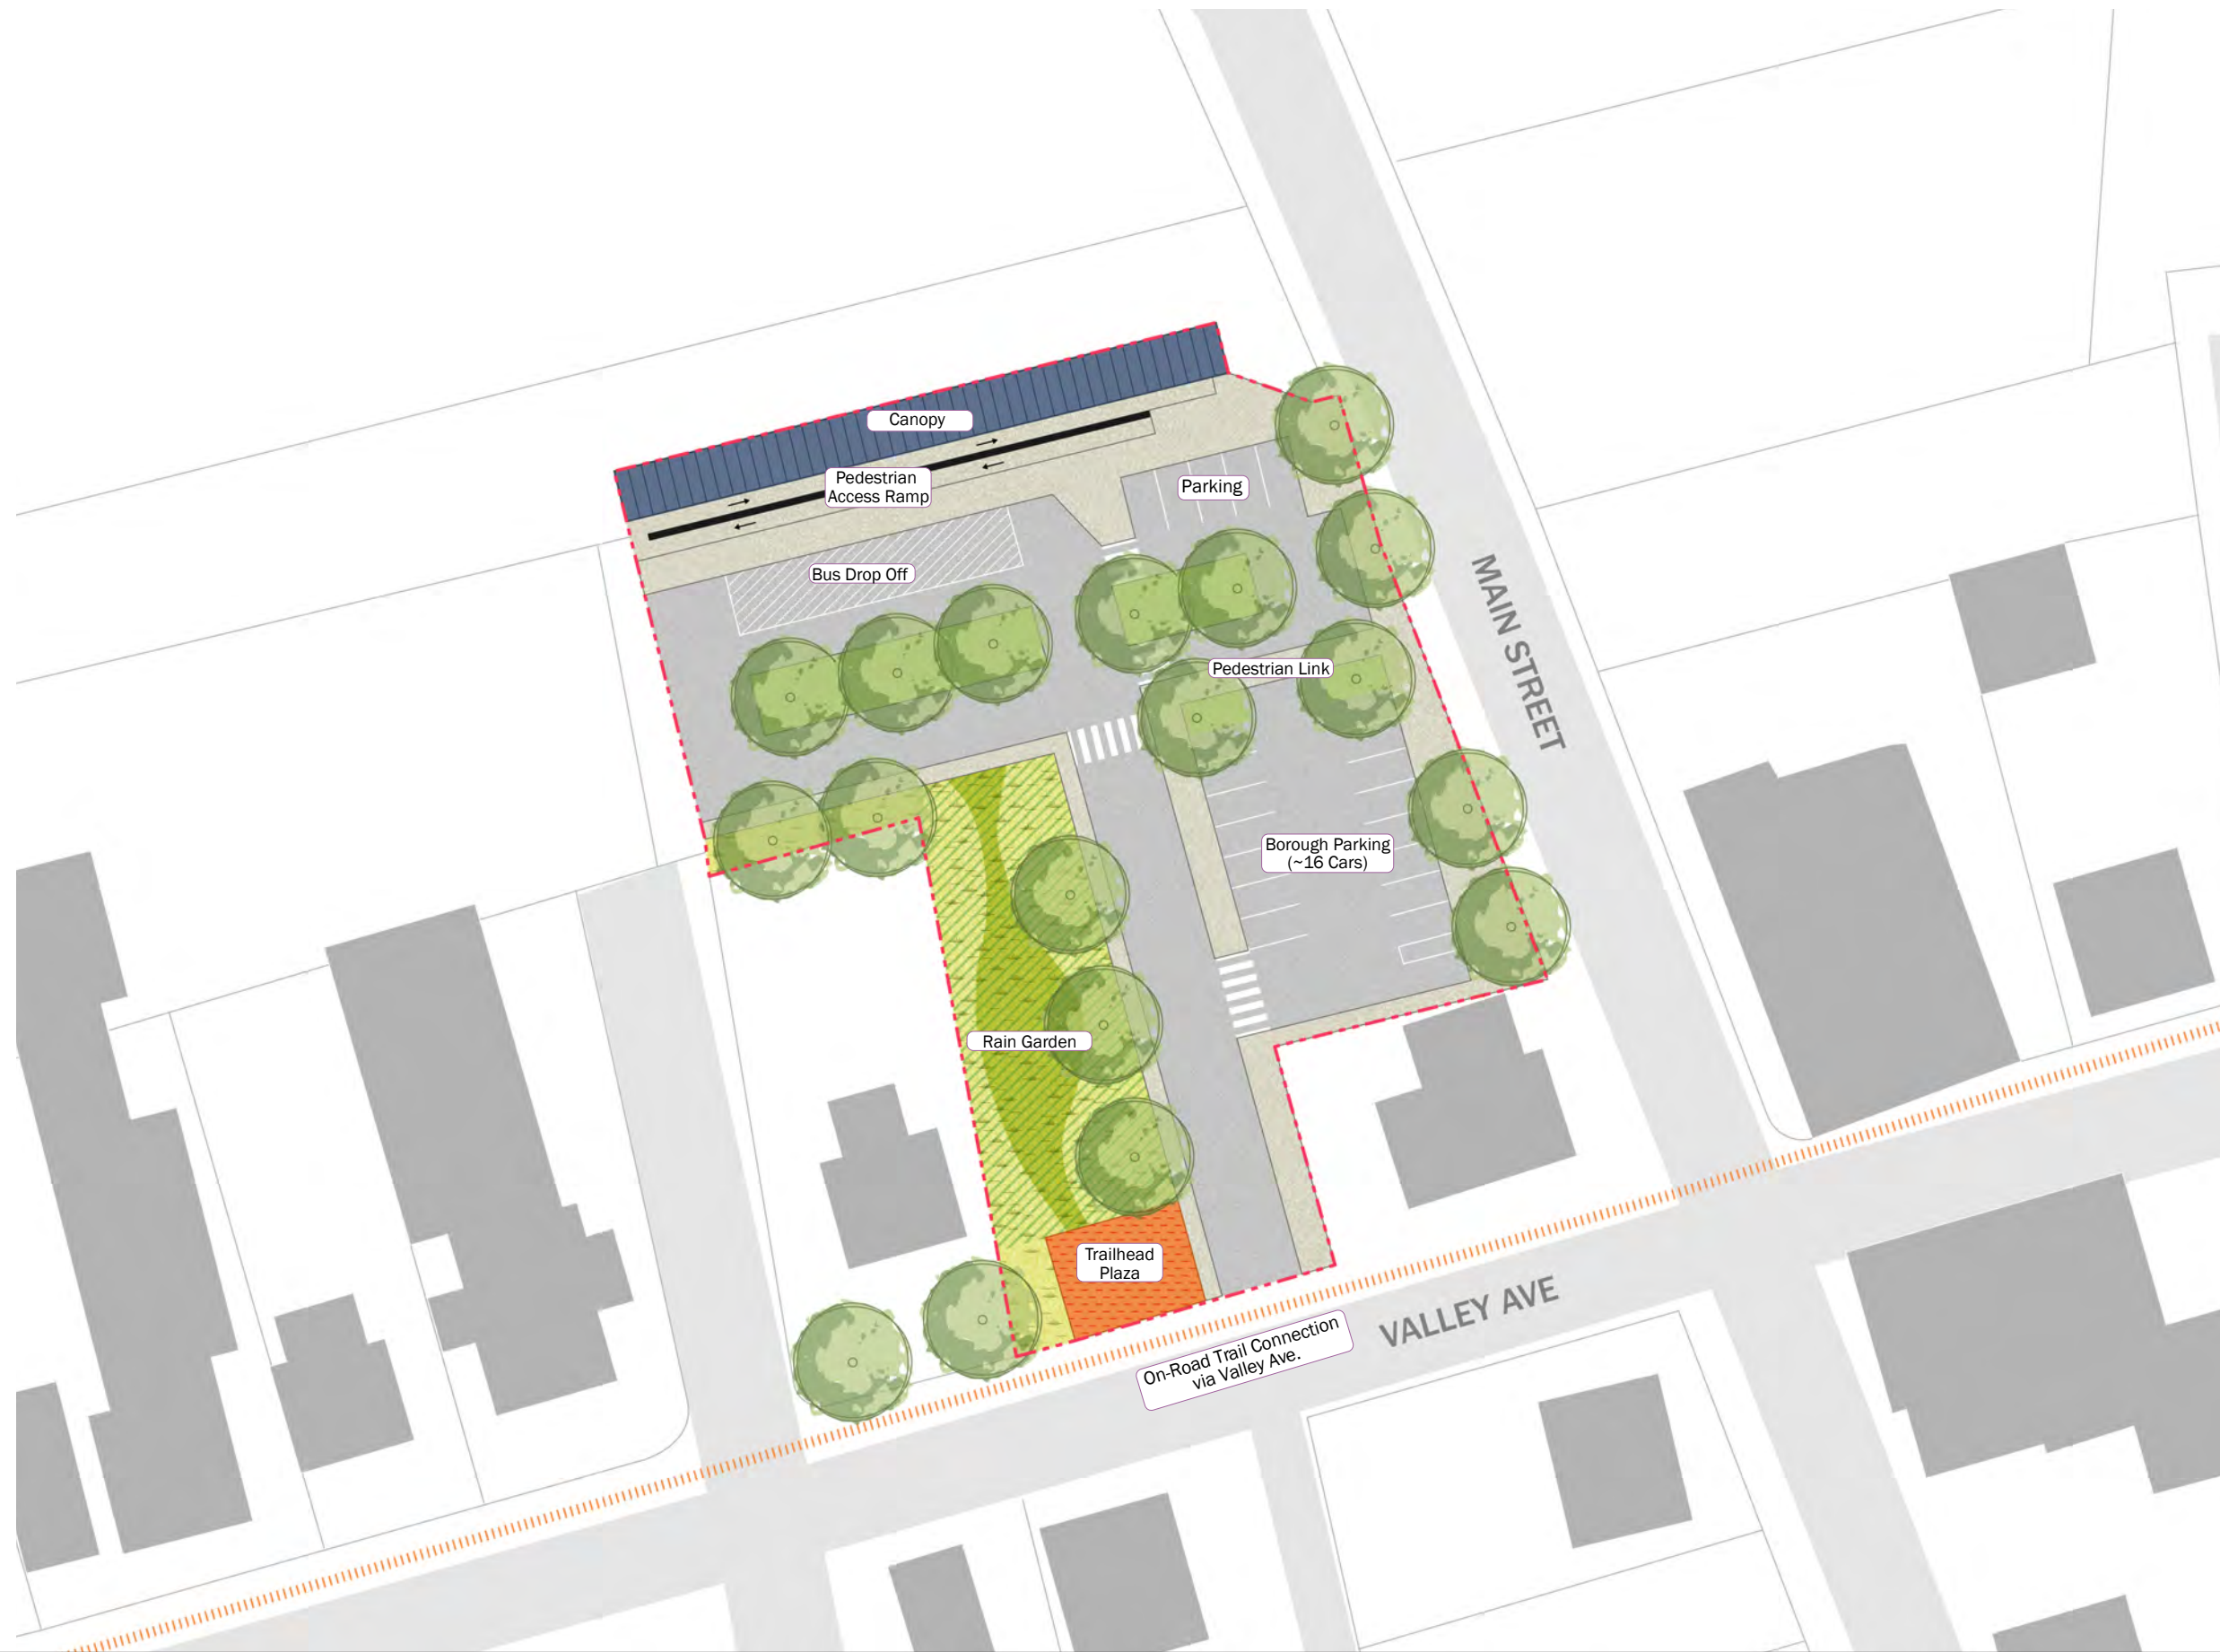 Canopy
Pedestrian
Access Ramp
Parking
Bus Drop Off
MAIN STREET
Pedestrian Link
Borough Parking
(~16 Cars)
Rain Garden
Trailhead
Plaza
VALLEY AVE
On-Road Trail Connection
via Valley Ave.